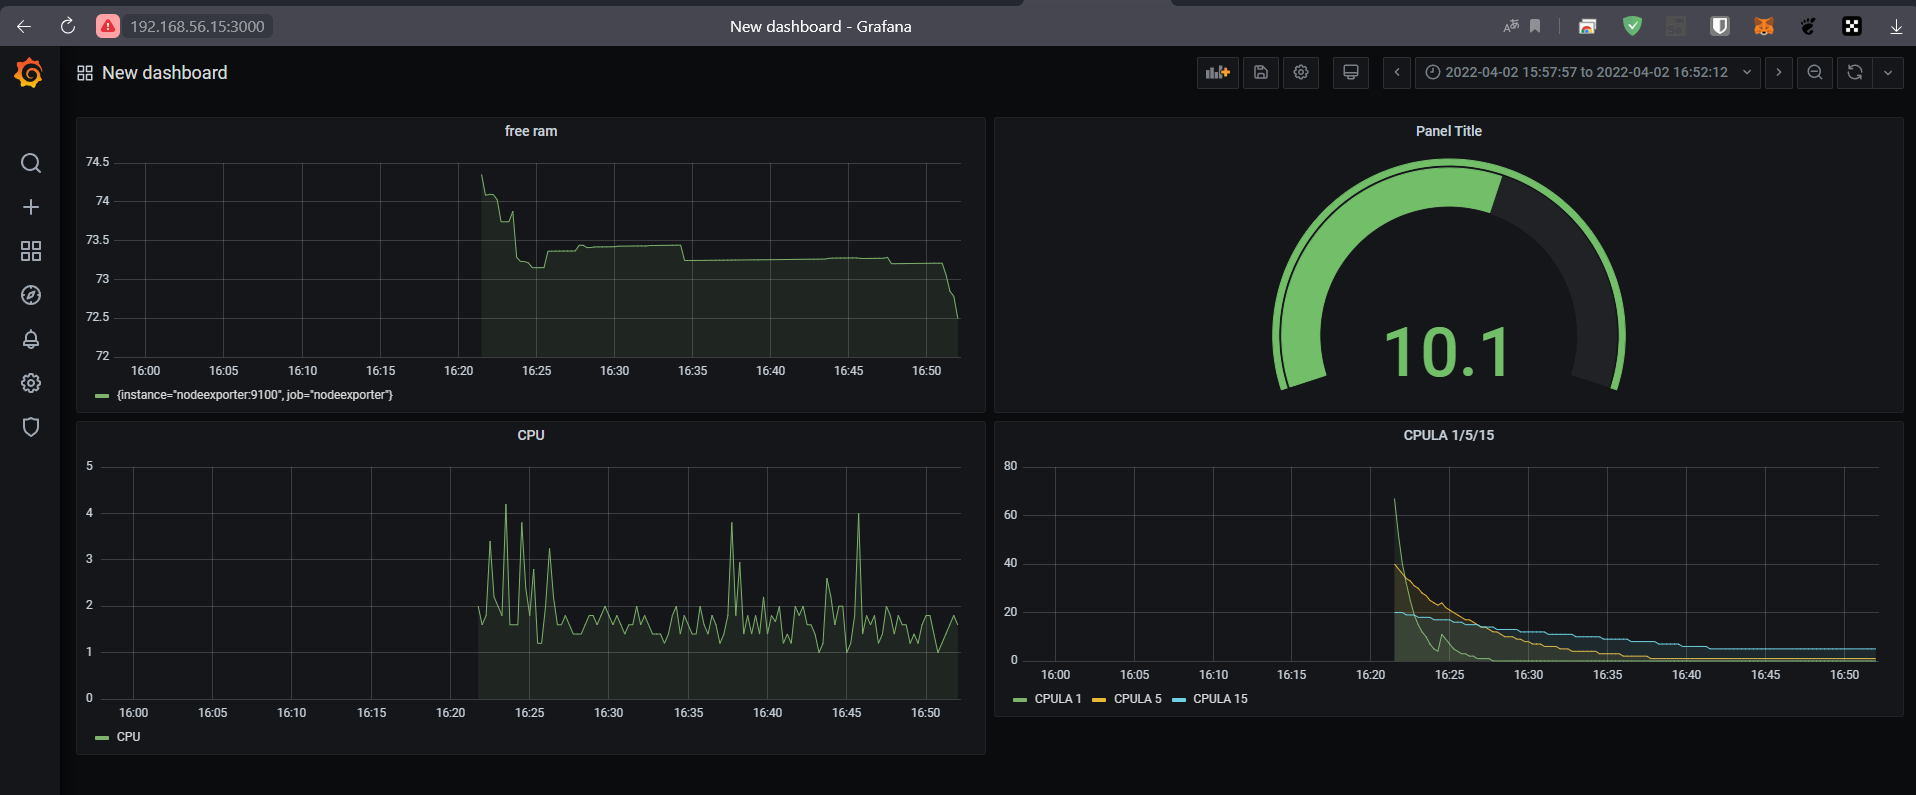 192.168.56.15:3000
New dashboard - Grafana
New dashboard
2022-04-02 15:57:57 to 2022-04-02 16:52:12
free ram
74.5
74
73.5
73
72.5
72
16:00 16:05 16:10 16:15 16:20 16:25 16:30 16:35 16:40 16:45 16:50
{instance="nodeexporter:9100", job="nodeexporter"}
Panel Title
10.1
CPU
5
4
3
2
1
0
16:00 16:05 16:10 16:15 16:20 16:25 16:30 16:35 16:40 16:45 16:50
CPU
CPULA 1/5/15
80
60
40
20
0
16:00 16:05 16:10 16:15 16:20 16:25 16:30 16:35 16:40 16:45 16:50
CPULA 1 CPULA 5 CPULA 15